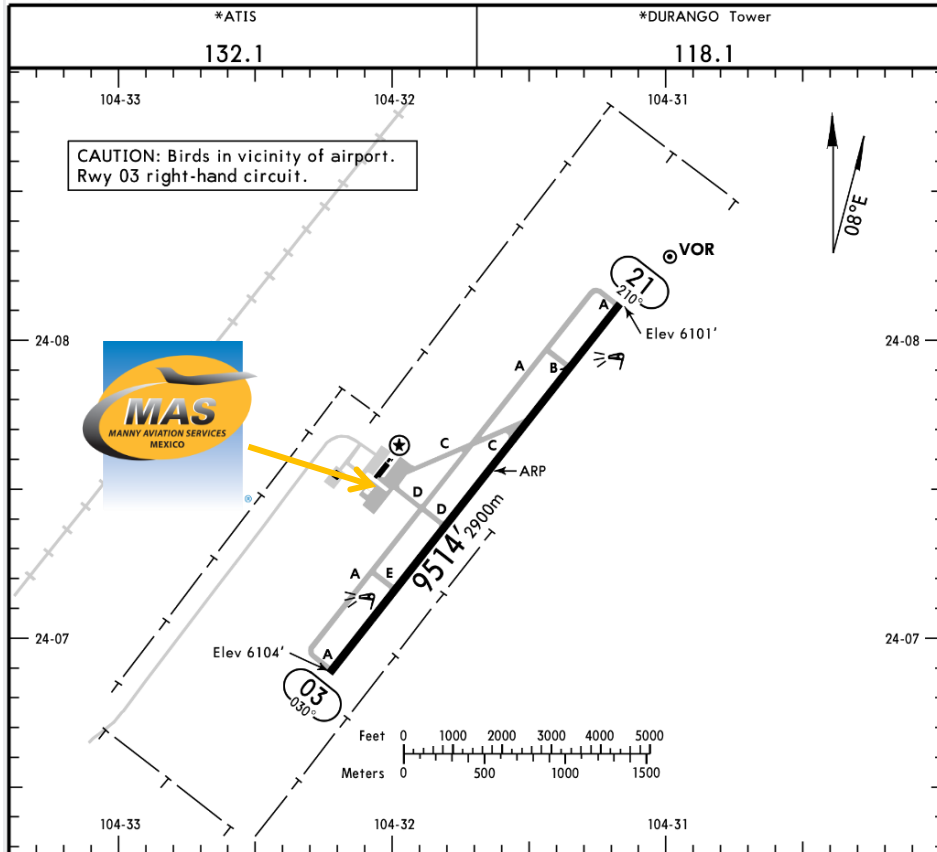 *ATIS
132.1
*DURANGO Tower
118.1
104-33
104-32
104-31
CAUTION: Birds in vicinity of airport.
Rwy 03 right-hand circuit.
08°E
VOR
21
210°
A
Elev 6101'
24-08
24-08
A
B
MAS
MANNY AVIATION SERVICES
MEXICO
®
C
C
ARP
D
D
9514'
2900m
A
E
24-07
24-07
Elev 6104'
A
03
030°
Feet 0 1000 2000 3000 4000 5000
Meters 0 500 1000 1500
104-33
104-32
104-31